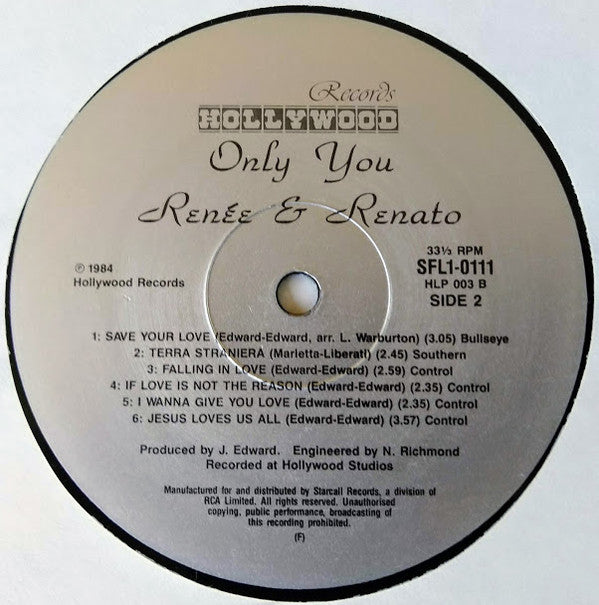 Records
HOLLYWOOD
Only You
Renée & Renato
℗ 1984
Hollywood Records
33⅓ RPM
SFL1-0111
HLP 003 B
SIDE 2
1: SAVE YOUR LOVE (Edward-Edward, arr. L. Warburton) (3.05) Bullseye
2: TERRA STRANIERA (Marletta-Liberati) (2.45) Southern
3: FALLING IN LOVE (Edward-Edward) (2.59) Control
4: IF LOVE IS NOT THE REASON (Edward-Edward) (2.35) Control
5: I WANNA GIVE YOU LOVE (Edward-Edward) (2.35) Control
6: JESUS LOVES US ALL (Edward-Edward) (3.57) Control
Produced by J. Edward. Engineered by N. Richmond
Recorded at Hollywood Studios
Manufactured for and distributed by Starcall Records, a division of
RCA Limited. All rights reserved. Unauthorised
copying, public performance, broadcasting of
this recording prohibited.
(F)